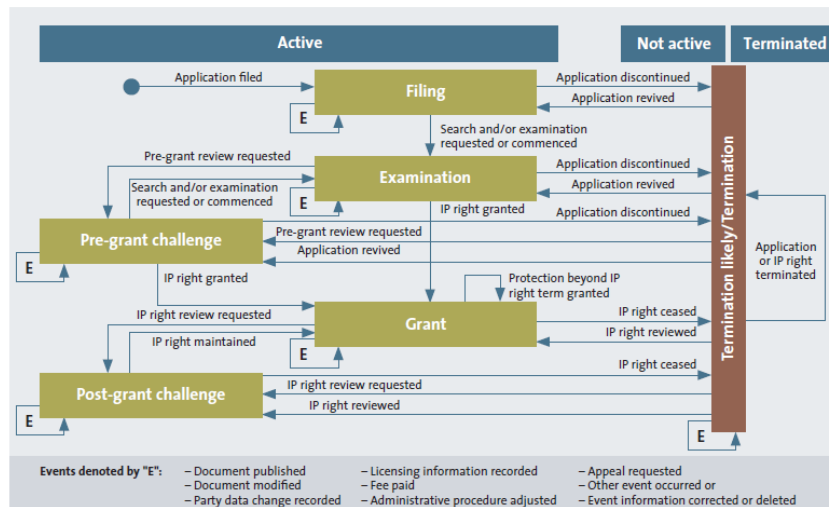 Active
Not active
Terminated
Application filed
Filing
Application discontinued
Application revived
E
Search and/or examination
requested or commenced
Pre-grant review requested
Examination
Application discontinued
Application revived
E
Search and/or examination
requested or commenced
IP right granted
Application discontinued
Pre-grant challenge
Pre-grant review requested
Application revived
E
IP right granted
Protection beyond IP
right term granted
Termination likely/Termination
Application
or IP right
terminated
IP right review requested
Grant
IP right ceased
IP right reviewed
IP right maintained
E
IP right ceased
Post-grant challenge
IP right review requested
IP right reviewed
E
E
Events denoted by "E":
– Document published
– Document modified
– Party data change recorded
– Licensing information recorded
– Fee paid
– Administrative procedure adjusted
– Appeal requested
– Other event occurred or
– Event information corrected or deleted